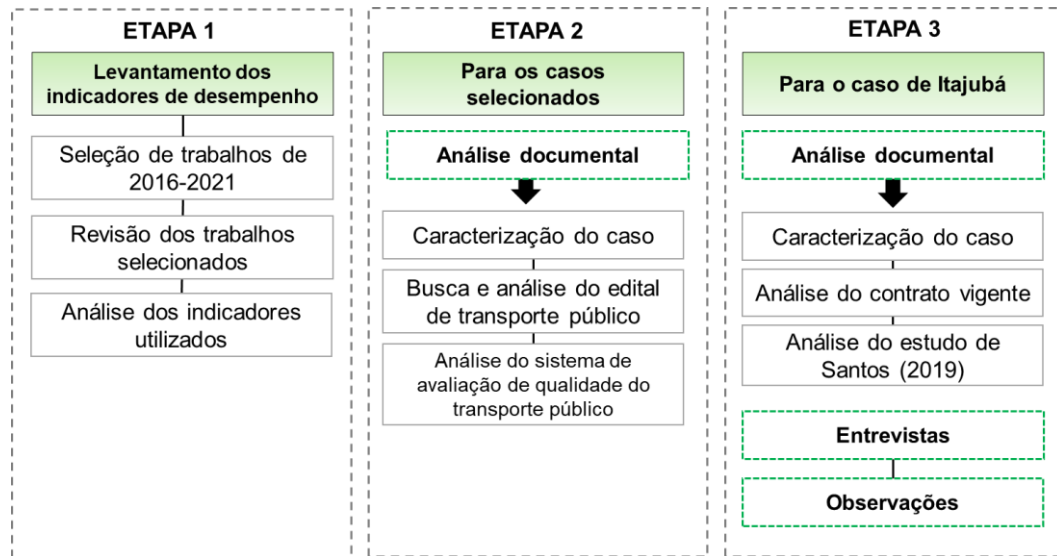 ETAPA 1
Levantamento dos
indicadores de desempenho
Seleção de trabalhos de
2016-2021
Revisão dos trabalhos
selecionados
Análise dos indicadores
utilizados
ETAPA 2
Para os casos
selecionados
Análise documental
Caracterização do caso
Busca e análise do edital
de transporte público
Análise do sistema de
avaliação de qualidade do
transporte público
ETAPA 3
Para o caso de Itajubá
Análise documental
Caracterização do caso
Análise do contrato vigente
Análise do estudo de
Santos (2019)
Entrevistas
Observações